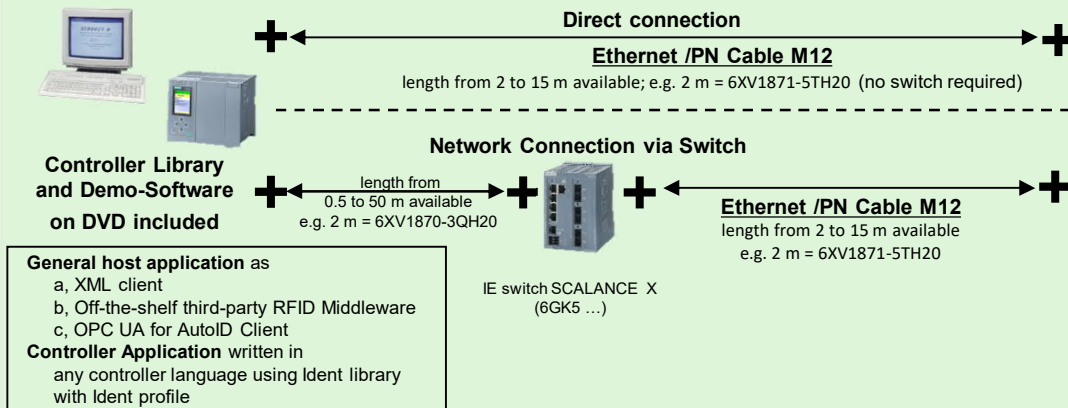 Direct connection
Ethernet /PN Cable M12
length from 2 to 15 m available; e.g. 2 m = 6XV1871-5TH20 (no switch required)
Network Connection via Switch
Controller Library
and Demo-Software
on DVD included
length from
0.5 to 50 m available
e.g. 2 m = 6XV1870-3QH20
Ethernet /PN Cable M12
length from 2 to 15 m available
e.g. 2 m = 6XV1871-5TH20
IE switch SCALANCE X
(6GK5 …)
General host application as
a, XML client
b, Off-the-shelf third-party RFID Middleware
c, OPC UA for AutoID Client
Controller Application written in
any controller language using Ident library
with Ident profile